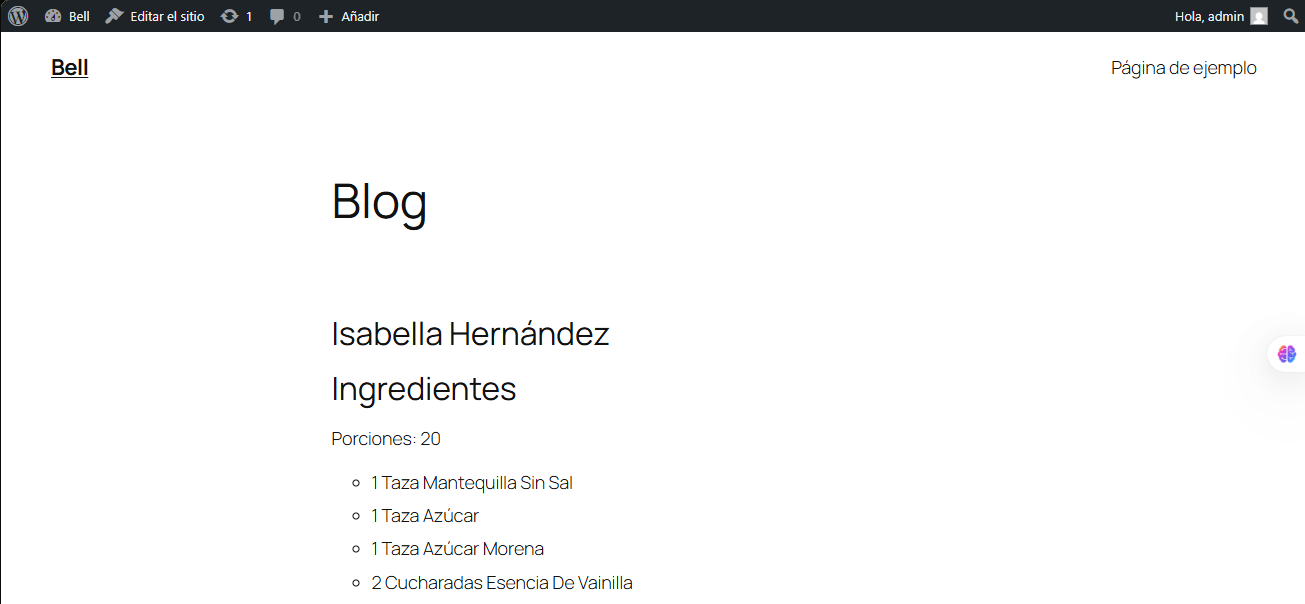 Bell Editar el sitio 1 0 Añadir Hola, admin
Bell Página de ejemplo
Blog
Isabella Hernández
Ingredientes
Porciones: 20
1 Taza Mantequilla Sin Sal
1 Taza Azúcar
1 Taza Azúcar Morena
2 Cucharadas Esencia De Vainilla